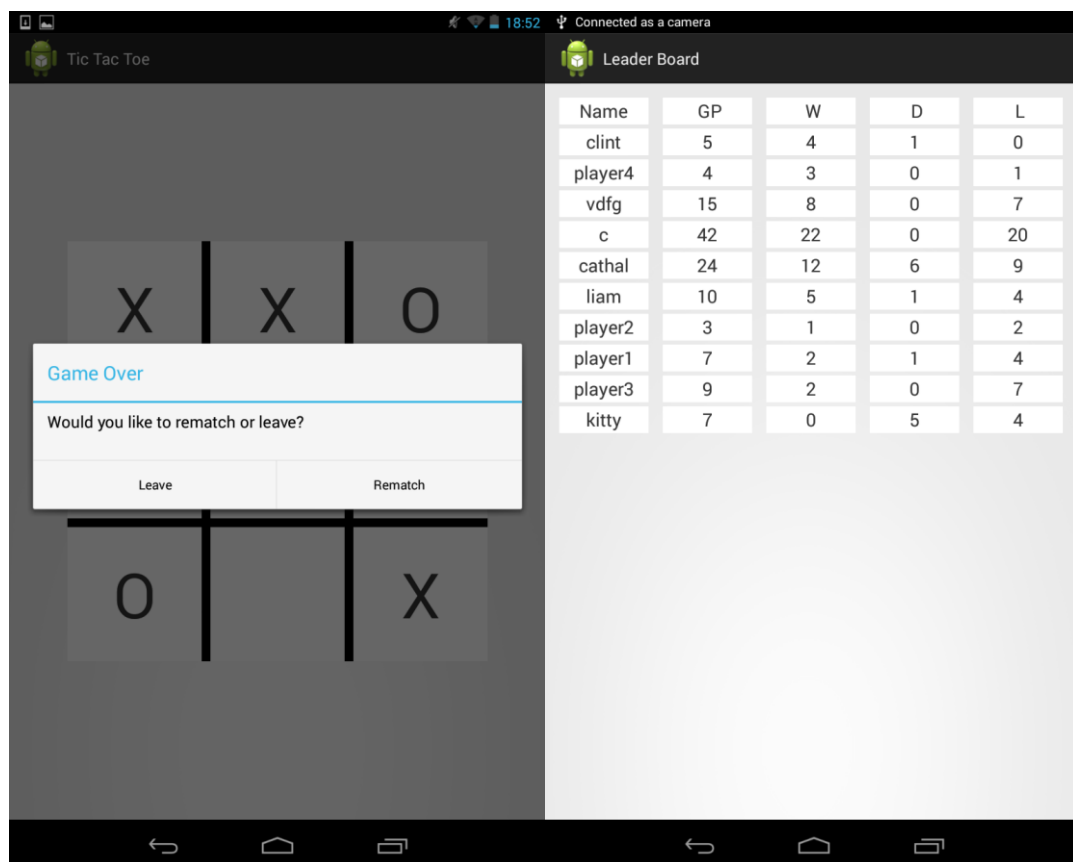 18:52
Tic Tac Toe
X X O
Game Over
Would you like to rematch or leave?
Leave Rematch
O X
Connected as a camera
Leader Board
Name GP W D L
clint 5 4 1 0
player4 4 3 0 1
vdfg 15 8 0 7
c 42 22 0 20
cathal 24 12 6 9
liam 10 5 1 4
player2 3 1 0 2
player1 7 2 1 4
player3 9 2 0 7
kitty 7 0 5 4